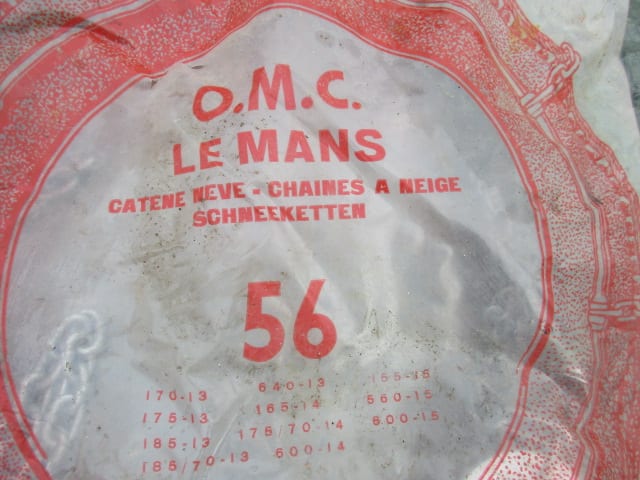 O.M.C.
LE MANS
CATENE NEVE - CHAINES A NEIGE
SCHNEEKETTEN
56
170-13 640-13 155-15
175-13 165-14 560-15
185-13 175/70-14 600-15
185/70-13 600-14